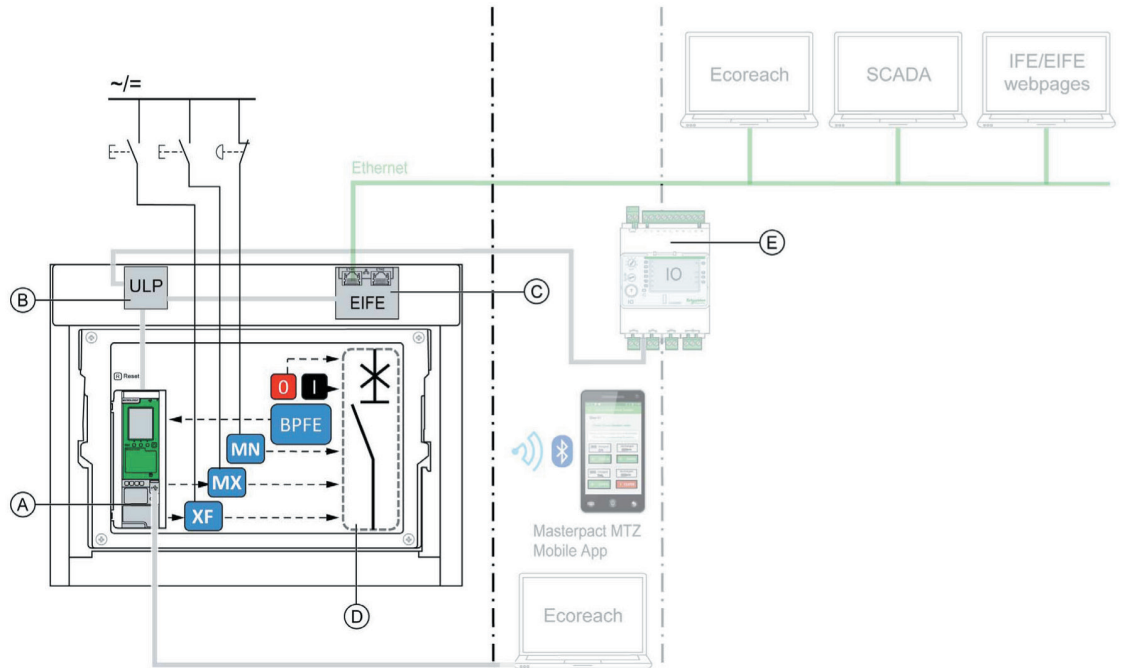 ~/=
Ecoreach
SCADA
IFE/EIFE
webpages
Ethernet
E
IO
B
ULP
EIFE
C
Reset
0
I
BPFE
MN
MX
A
XF
Masterpact MTZ
Mobile App
D
Ecoreach